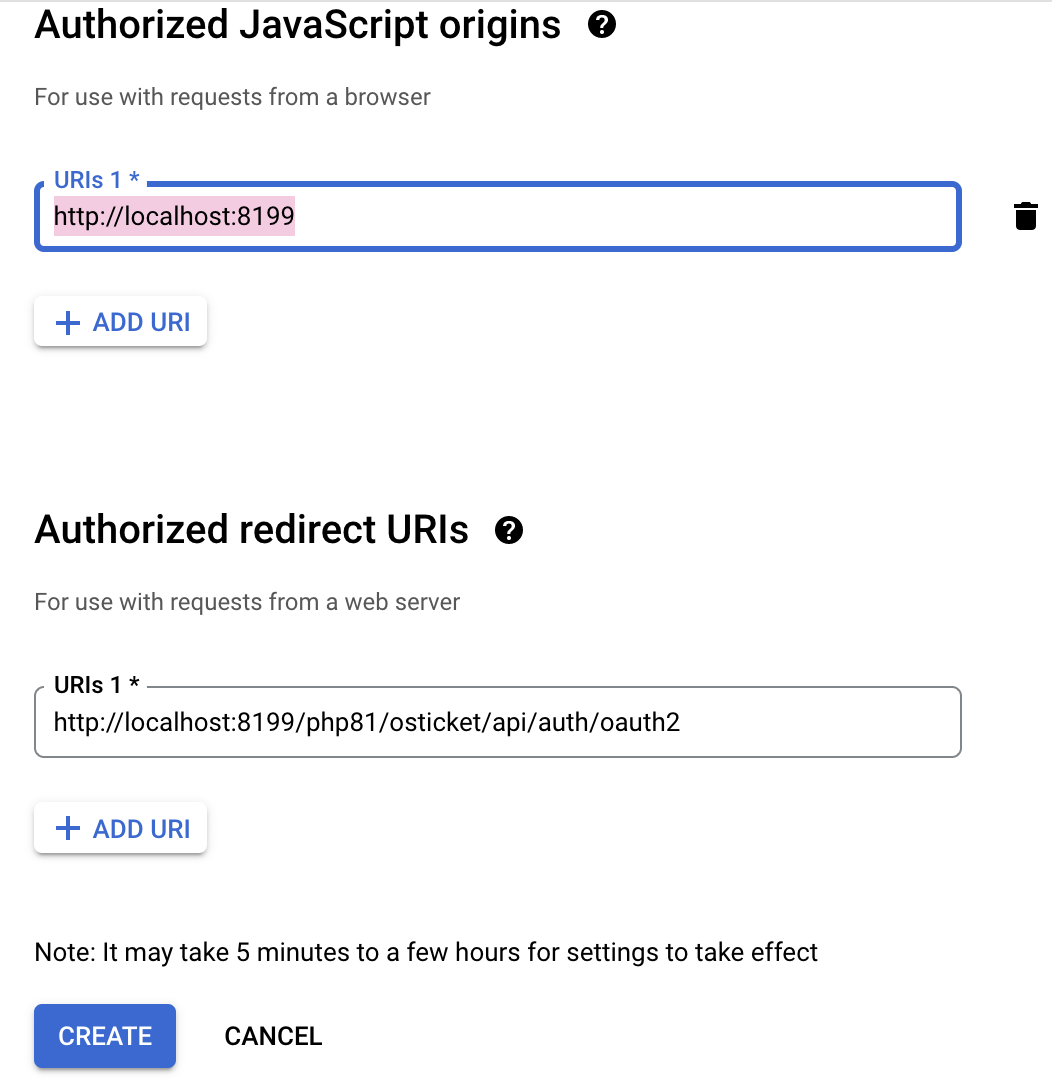 Authorized JavaScript origins
For use with requests from a browser
URIs 1 *
http://localhost:8199
ADD URI
Authorized redirect URIs
For use with requests from a web server
URIs 1 *
http://localhost:8199/php81/osticket/api/auth/oauth2
ADD URI
Note: It may take 5 minutes to a few hours for settings to take effect
CREATE CANCEL